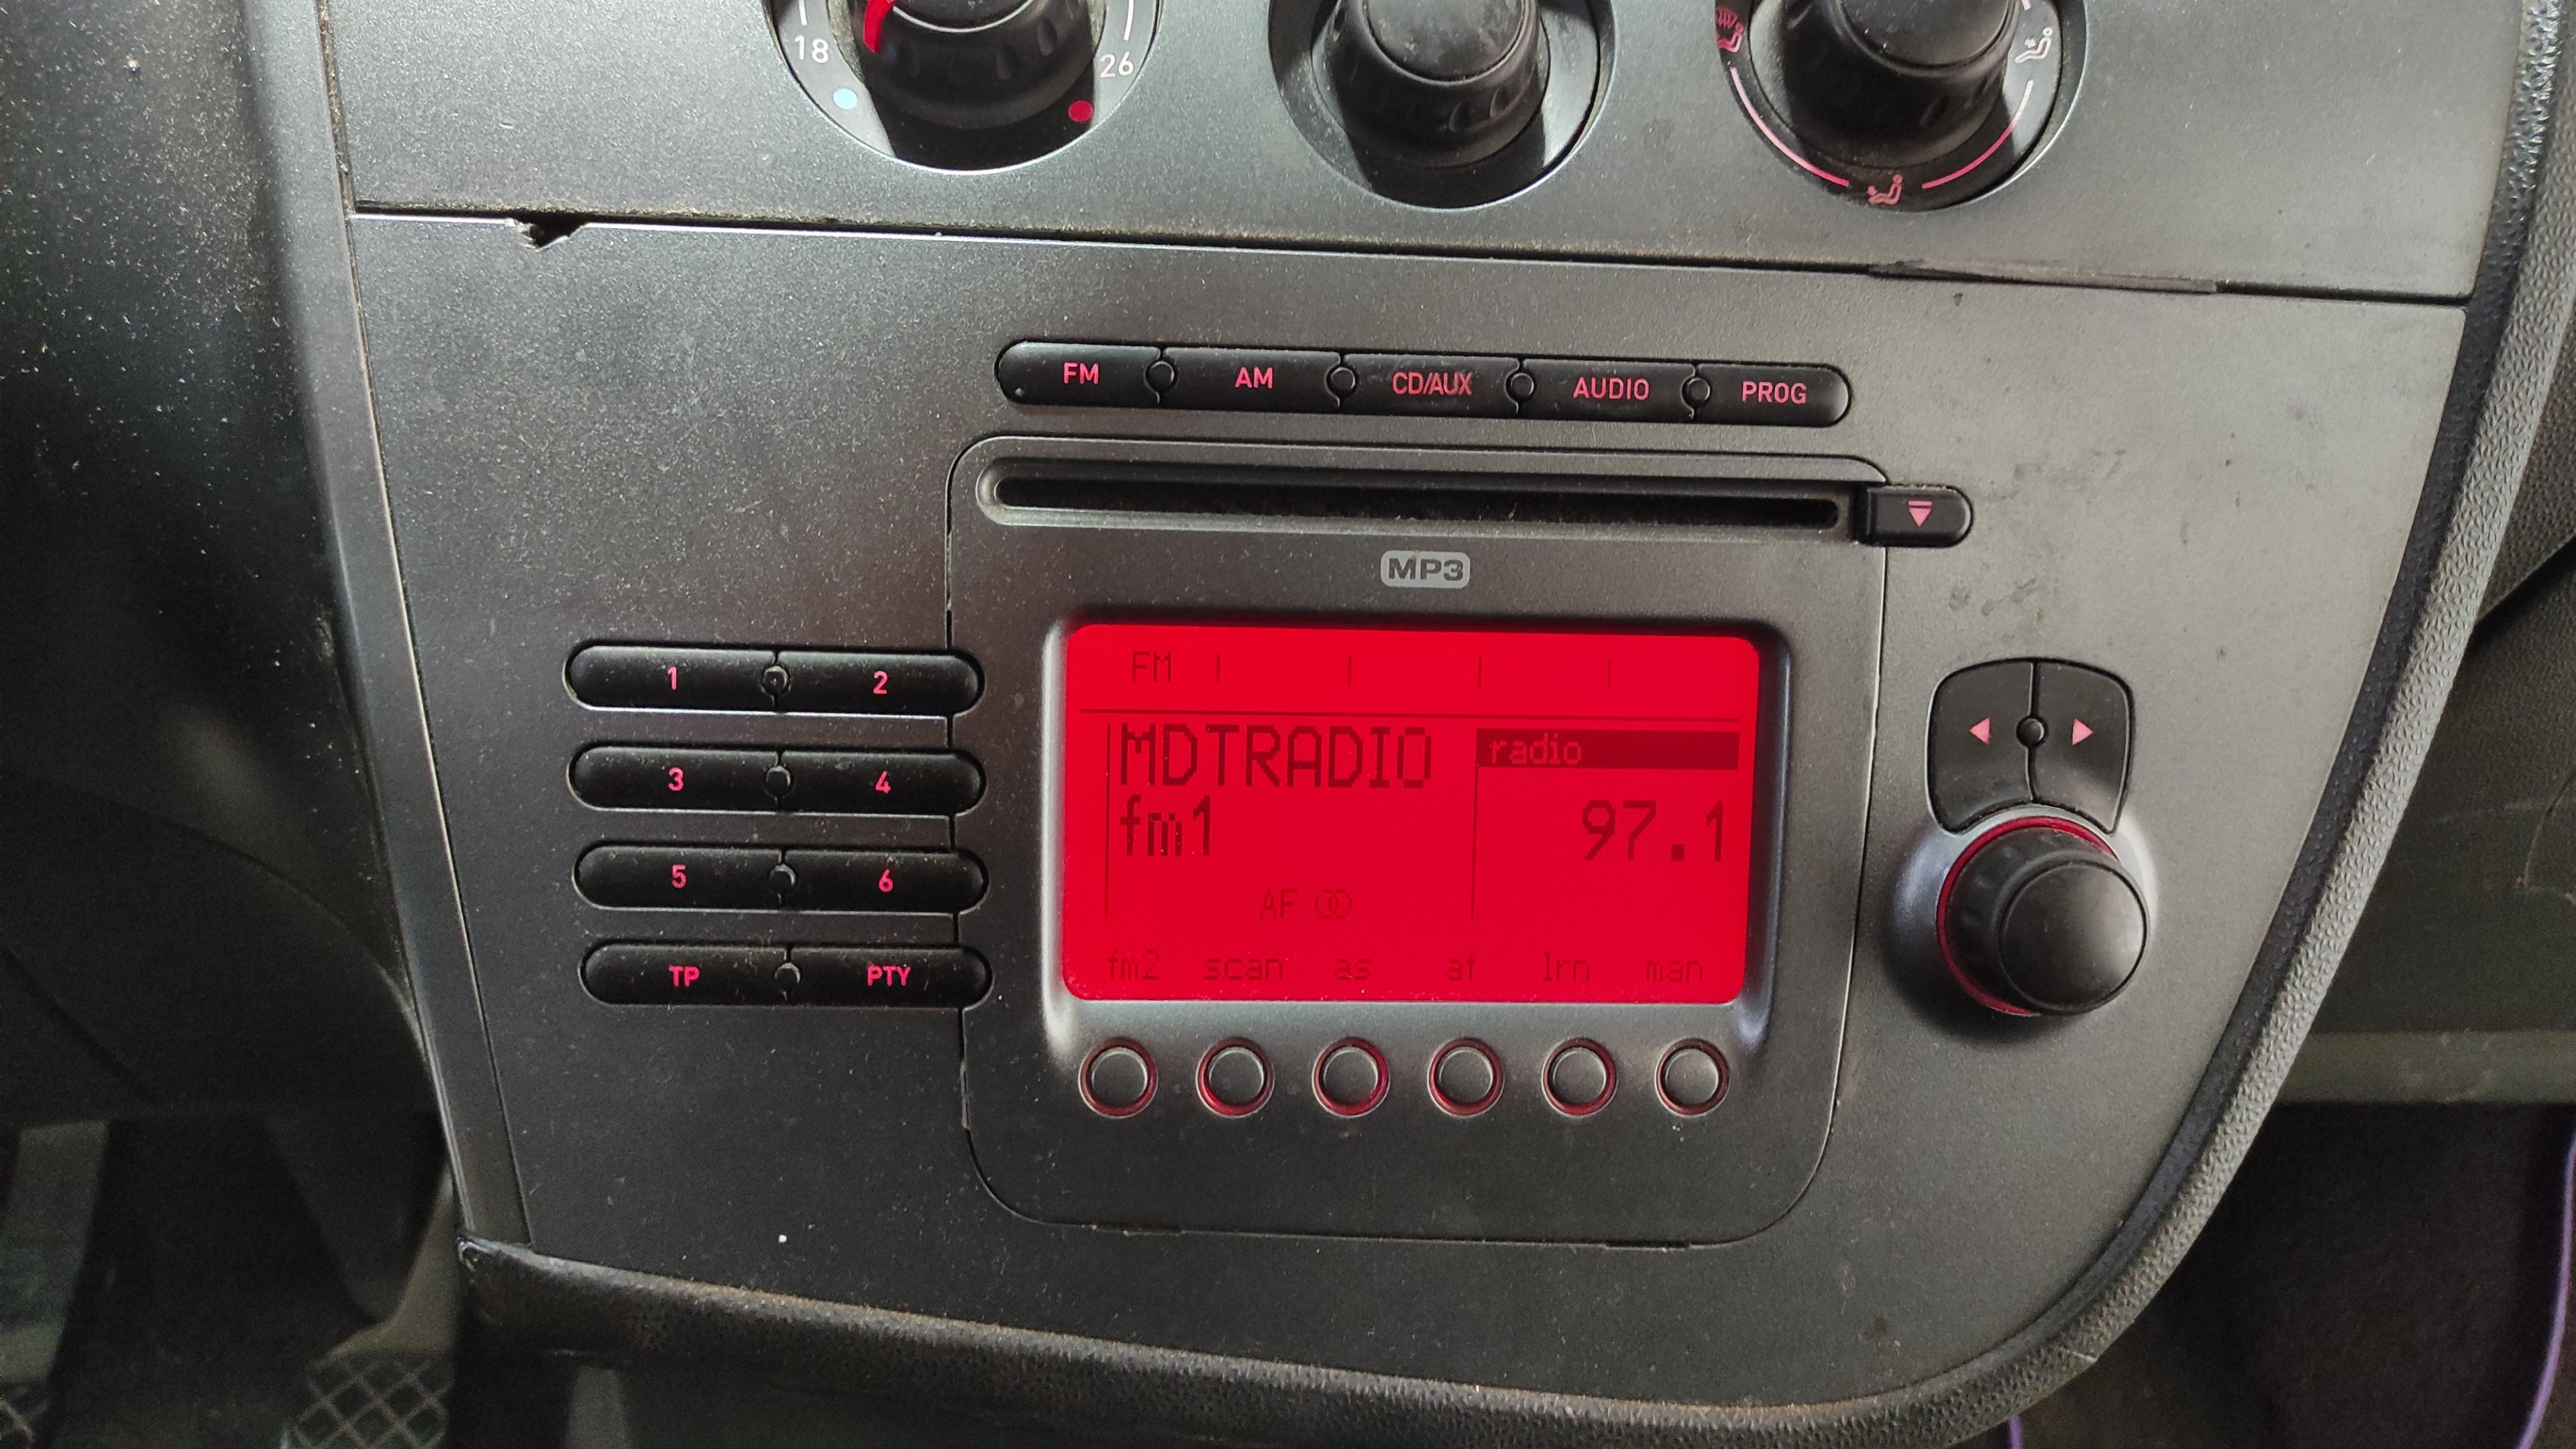 18 26
FM AM CD/AUX AUDIO PROG
MP3
FM
MDTRADIO radio
fm1 97.1
AF
fm2 scan as af lrn man
1 2
3 4
5 6
TP PTY